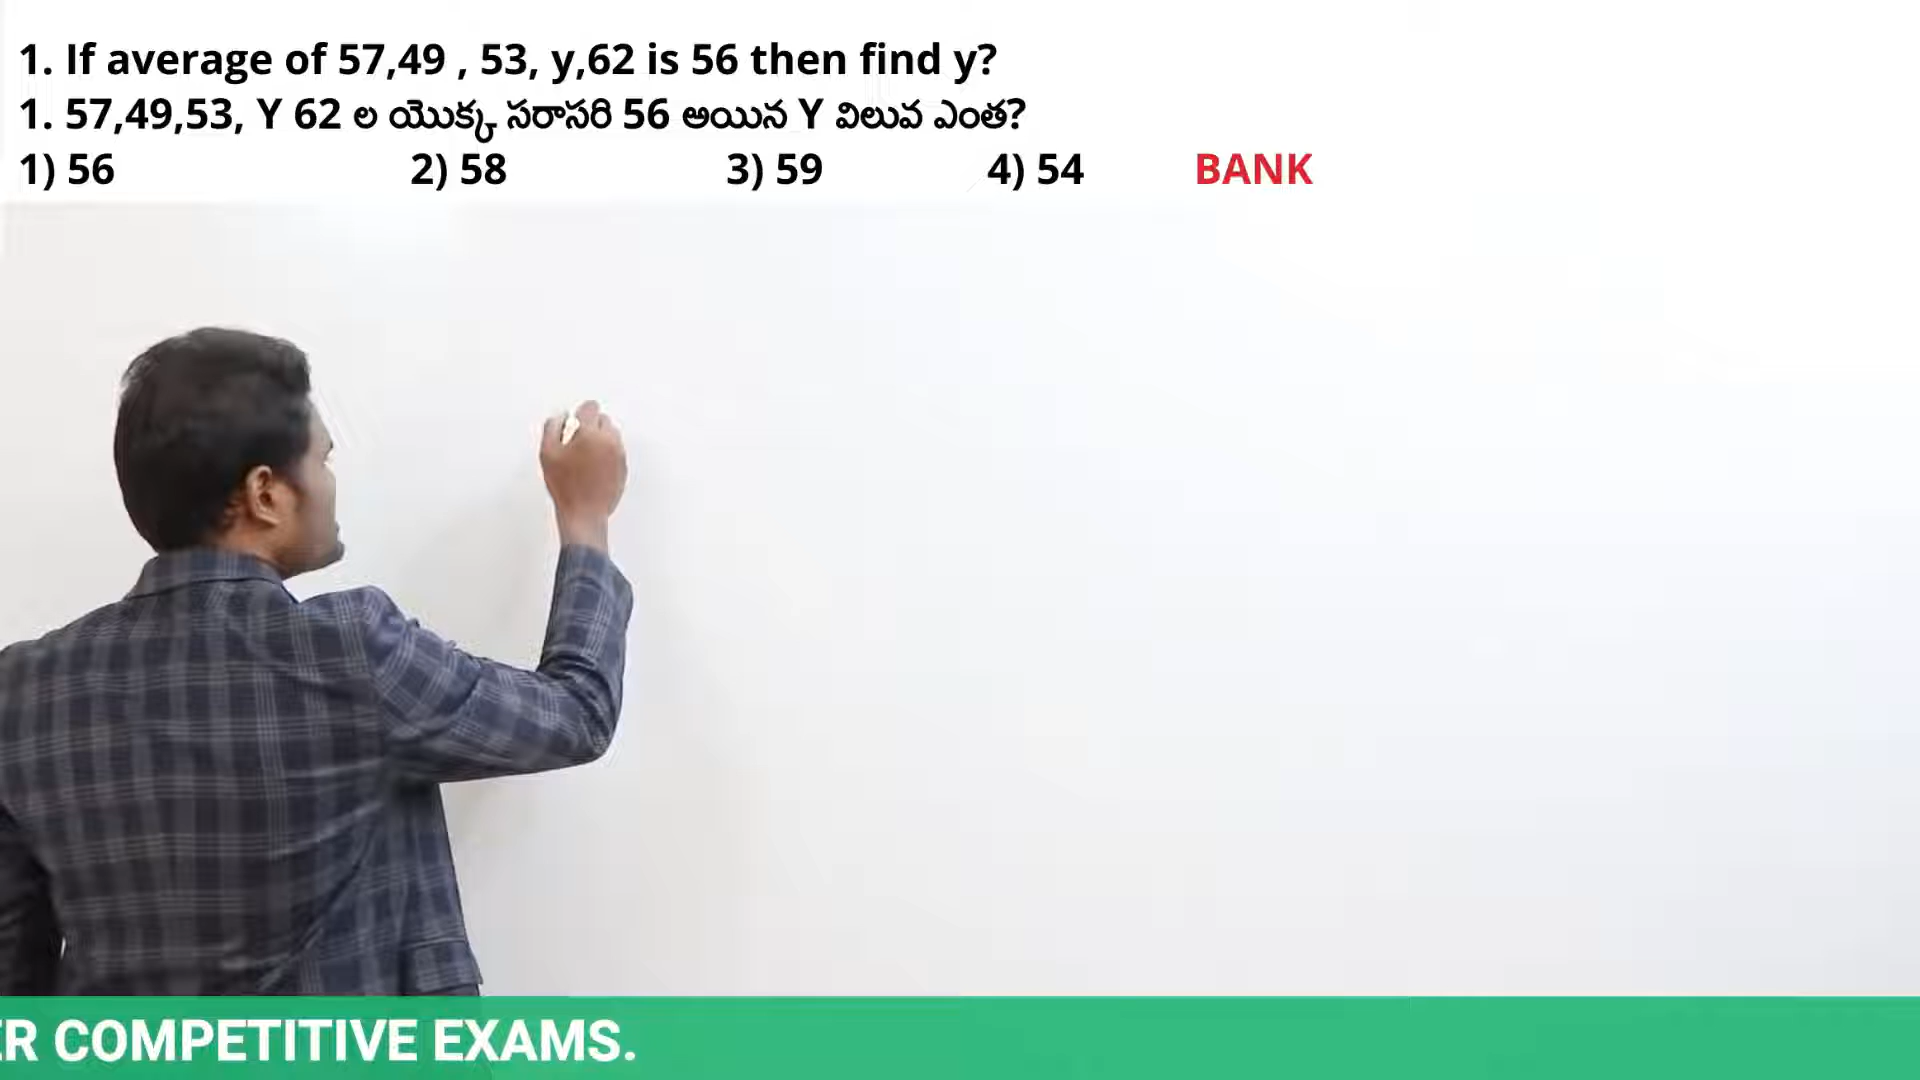 1. If average of 57,49 , 53, y,62 is 56 then find y?
1. 57,49,53, Y 62 ల యొక్క సరాసరి 56 అయిన Y విలువ ఎంత?
1) 56 2) 58 3) 59 4) 54 BANK
ER COMPETITIVE EXAMS.